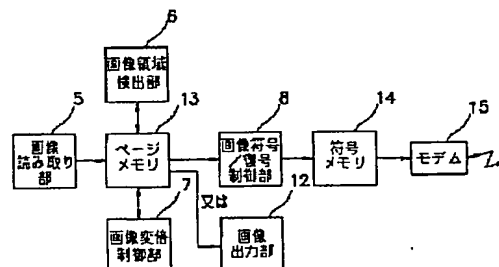 6
画像領域
検出部
5
13
8
14
15
画像
読み取り
部
ページ
メモリ
画像符号
/復号
制御部
符号
メモリ
モデム
又は
7
12
画像変倍
制御部
画像
出力部